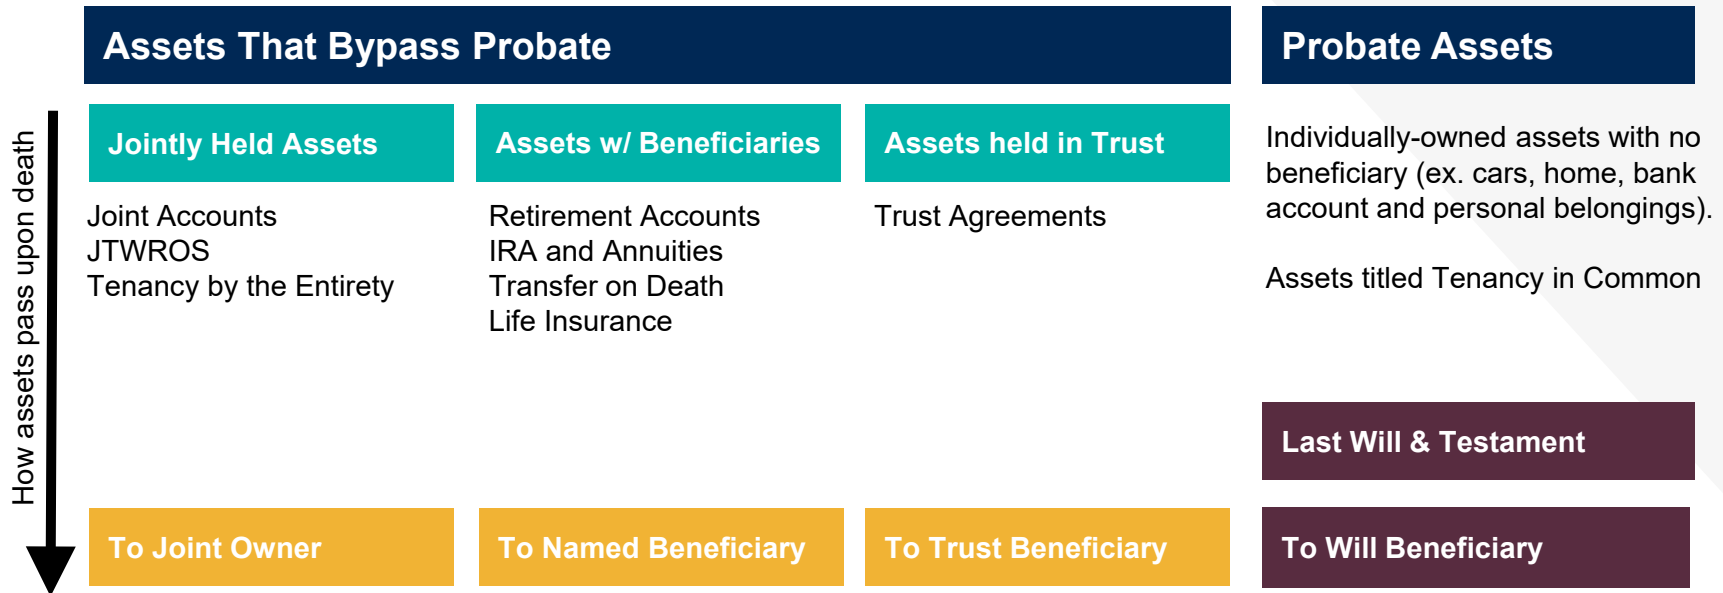 Assets That Bypass Probate
Probate Assets
How assets pass upon death
Jointly Held Assets
Joint Accounts
JTWROS
Tenancy by the Entirety
Assets w/ Beneficiaries
Retirement Accounts
IRA and Annuities
Transfer on Death
Life Insurance
Assets held in Trust
Trust Agreements
Individually-owned assets with no
beneficiary (ex. cars, home, bank
account and personal belongings).
Assets titled Tenancy in Common
Last Will & Testament
To Joint Owner
To Named Beneficiary
To Trust Beneficiary
To Will Beneficiary